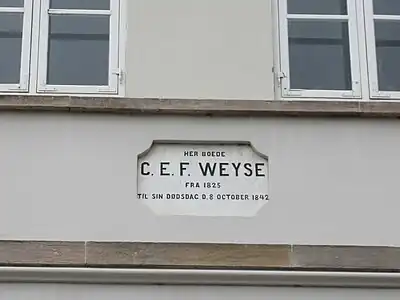 HER BOEDE
C. E. F. WEYSE
FRA 1825
TIL SIN DØDSDAG D. 8 OCTOBER 1842